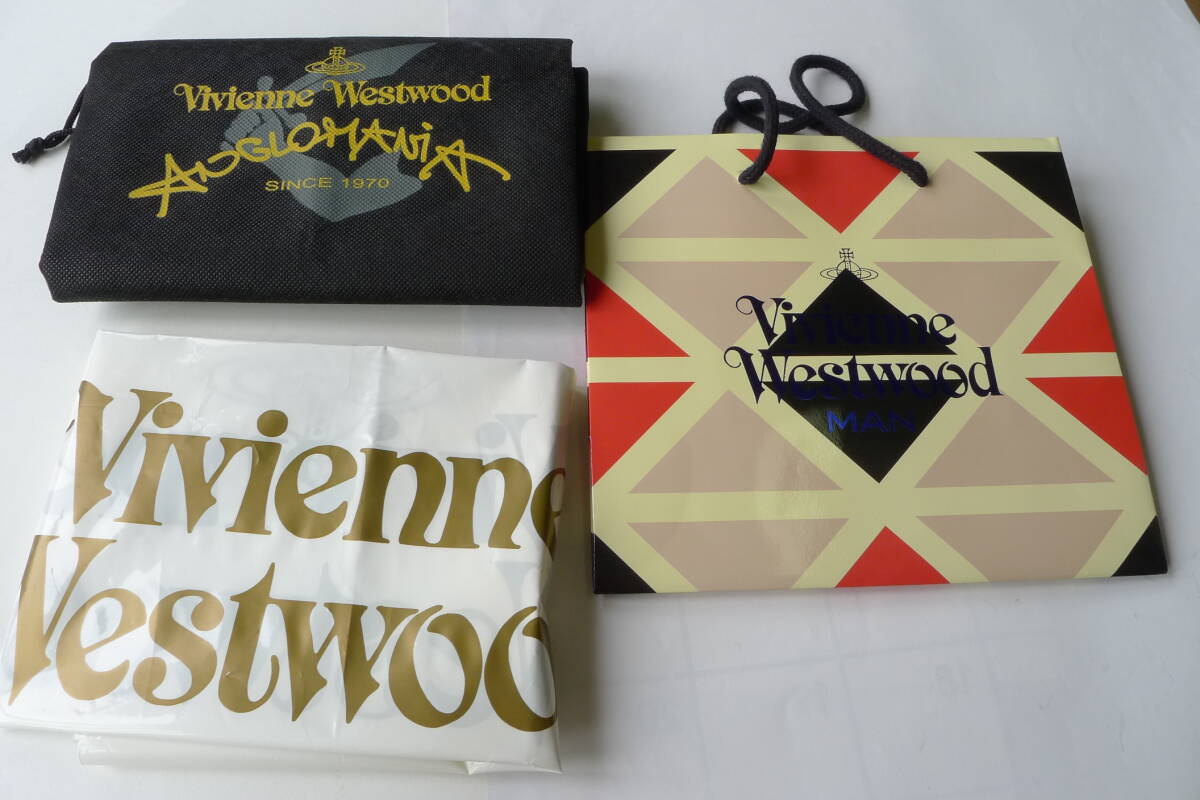 Vivienne Westwood
ANGLOMANiA
SINCE 1970
Vivienne
Westwood
MAN
Vivienne
Westwoo